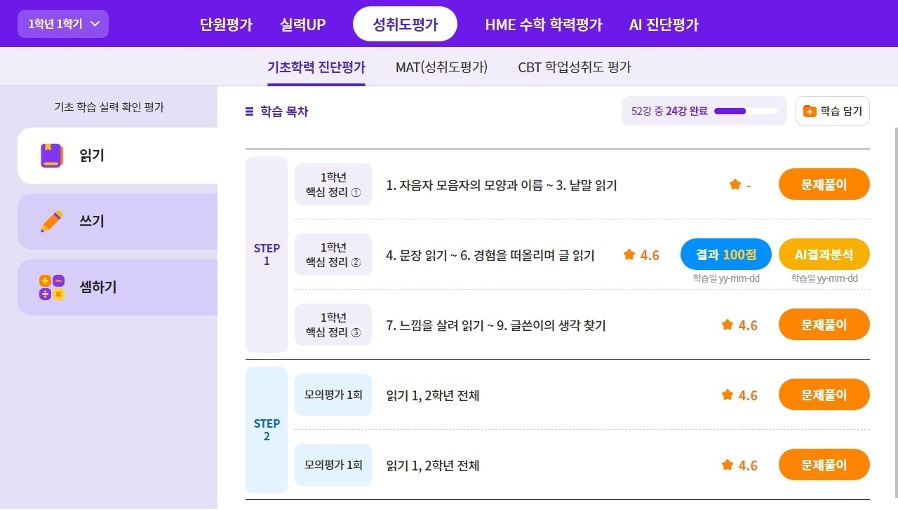 1학년 1학기
단원평가
실력UP
성취도평가
HME 수학 학력평가
AI 진단평가
기초학력 진단평가
MAT(성취도평가)
CBT 학업성취도 평가
기초 학습 실력 확인 평가
읽기
쓰기
셈하기
학습 목차
52강 중 24강 완료
학습 담기
STEP
1
1학년
핵심 정리 ①
1. 자음자 모음자의 모양과 이름 ~ 3. 낱말 읽기
-
문제풀이
1학년
핵심 정리 ②
4. 문장 읽기 ~ 6. 경험을 떠올리며 글 읽기
4.6
결과 100점
학습일 yy-mm-dd
AI결과분석
학습일 yy-mm-dd
1학년
핵심 정리 ③
7. 느낌을 살려 읽기 ~ 9. 글쓴이의 생각 찾기
4.6
문제풀이
STEP
2
모의평가 1회
읽기 1, 2학년 전체
4.6
문제풀이
모의평가 1회
읽기 1, 2학년 전체
4.6
문제풀이